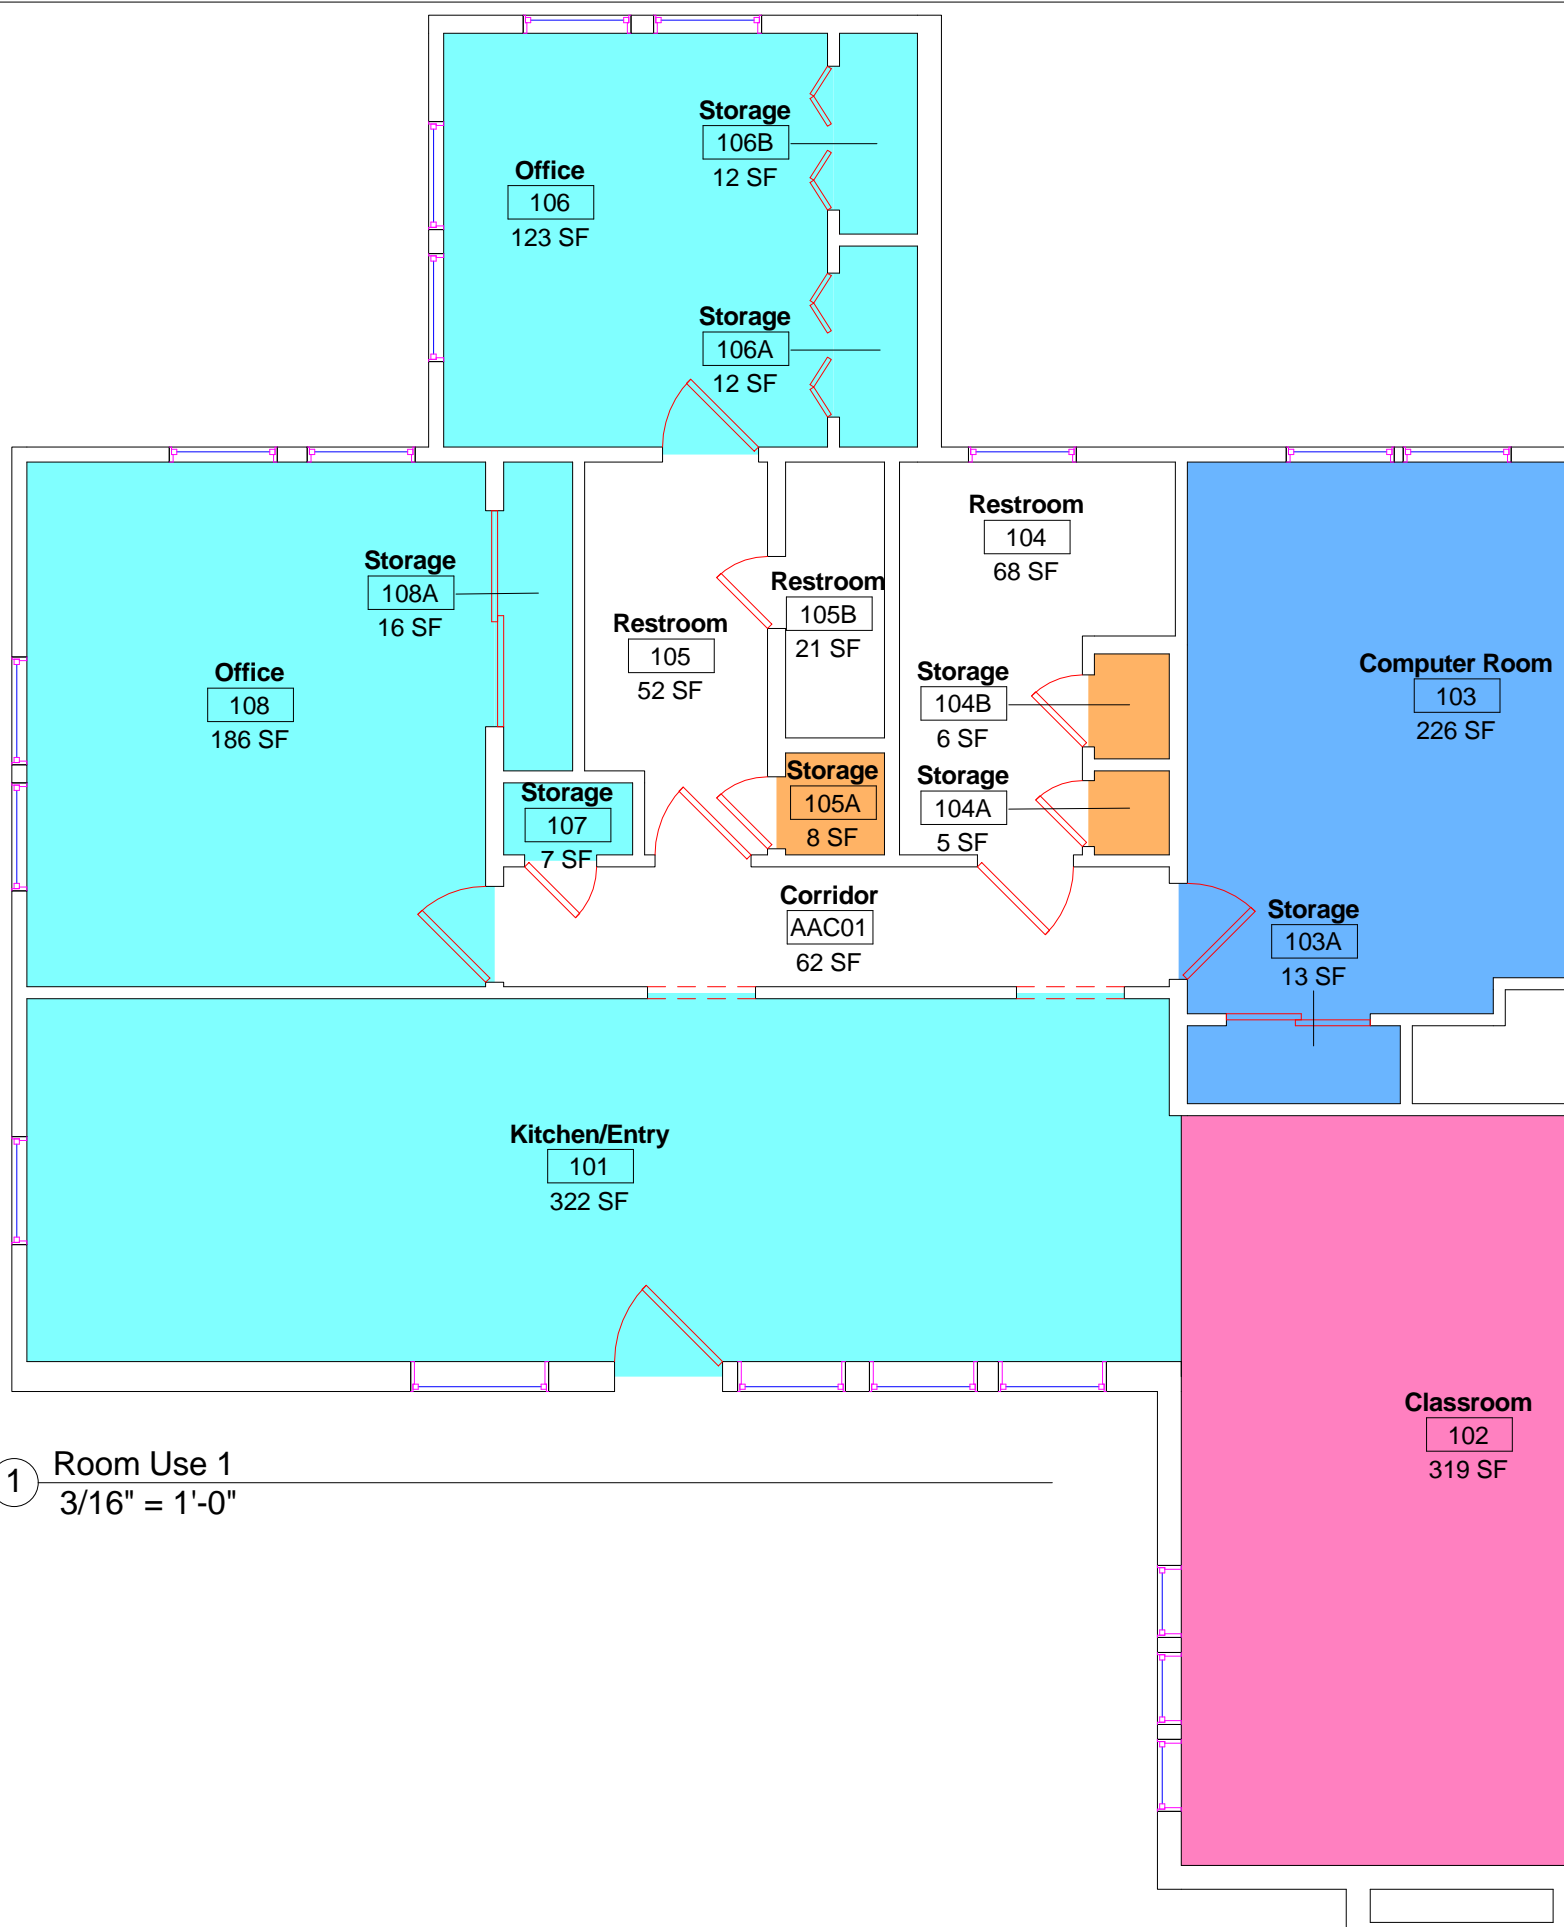 Storage
106B
12 SF
Office
106
123 SF
Storage
106A
12 SF
Restroom
104
68 SF
Storage
108A
16 SF
Restroom
105B
21 SF
Restroom
105
52 SF
Office
108
186 SF
Storage
104B
6 SF
Computer Room
103
226 SF
Storage
107
7 SF
Storage
105A
8 SF
Storage
104A
5 SF
Corridor
AAC01
62 SF
Storage
103A
13 SF
Kitchen/Entry
101
322 SF
Classroom
102
319 SF
1
Room Use 1
3/16" = 1'-0"